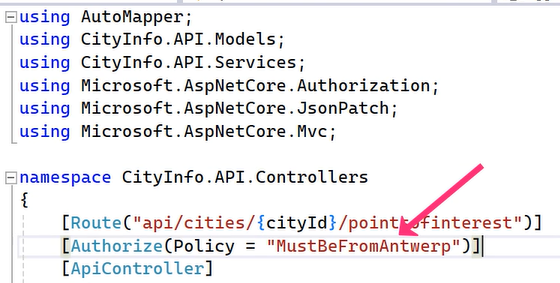 using AutoMapper;
using CityInfo.API.Models;
using CityInfo.API.Services;
using Microsoft.AspNetCore.Authorization;
using Microsoft.AspNetCore.JsonPatch;
using Microsoft.AspNetCore.Mvc;
namespace CityInfo.API.Controllers
{
[Route("api/cities/{cityId}/pointsofinterest")]
[Authorize(Policy = "MustBeFromAntwerp")]
[ApiController]